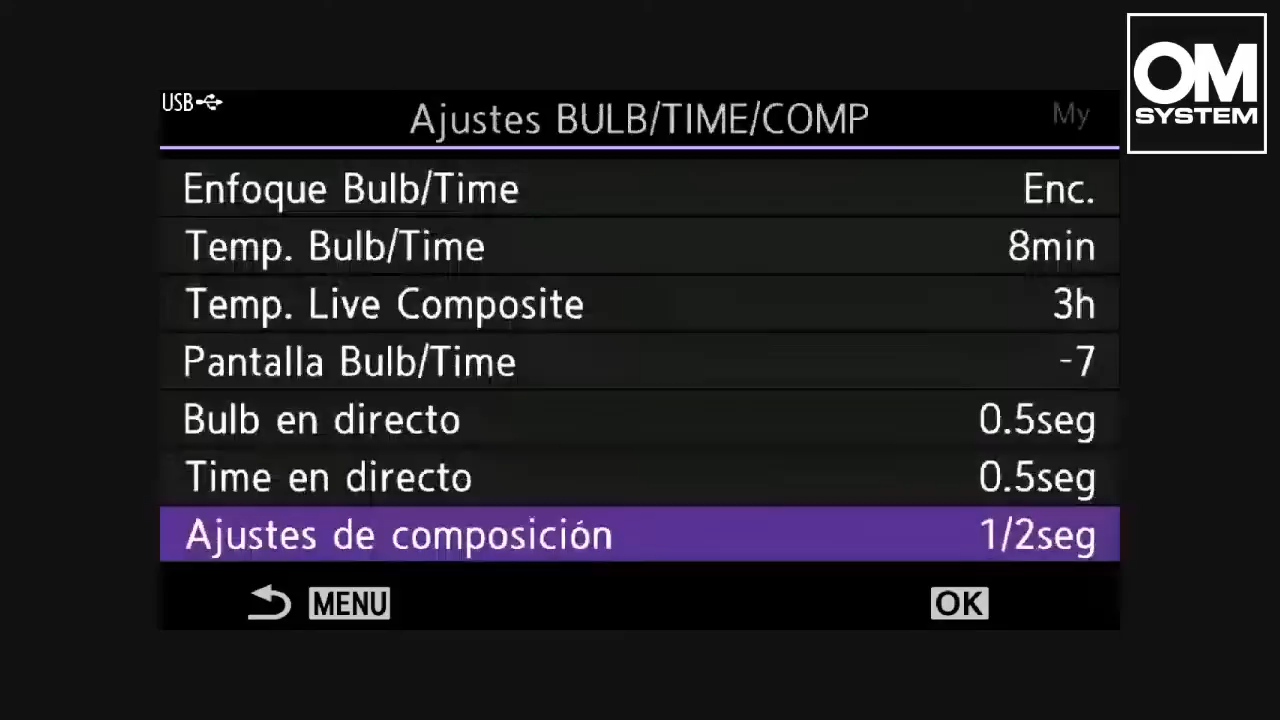 OM
SYSTEM
USB
Ajustes BULB/TIME/COMP
My
Enfoque Bulb/Time Enc.
Temp. Bulb/Time 8min
Temp. Live Composite 3h
Pantalla Bulb/Time -7
Bulb en directo 0.5seg
Time en directo 0.5seg
Ajustes de composición 1/2seg
MENU OK